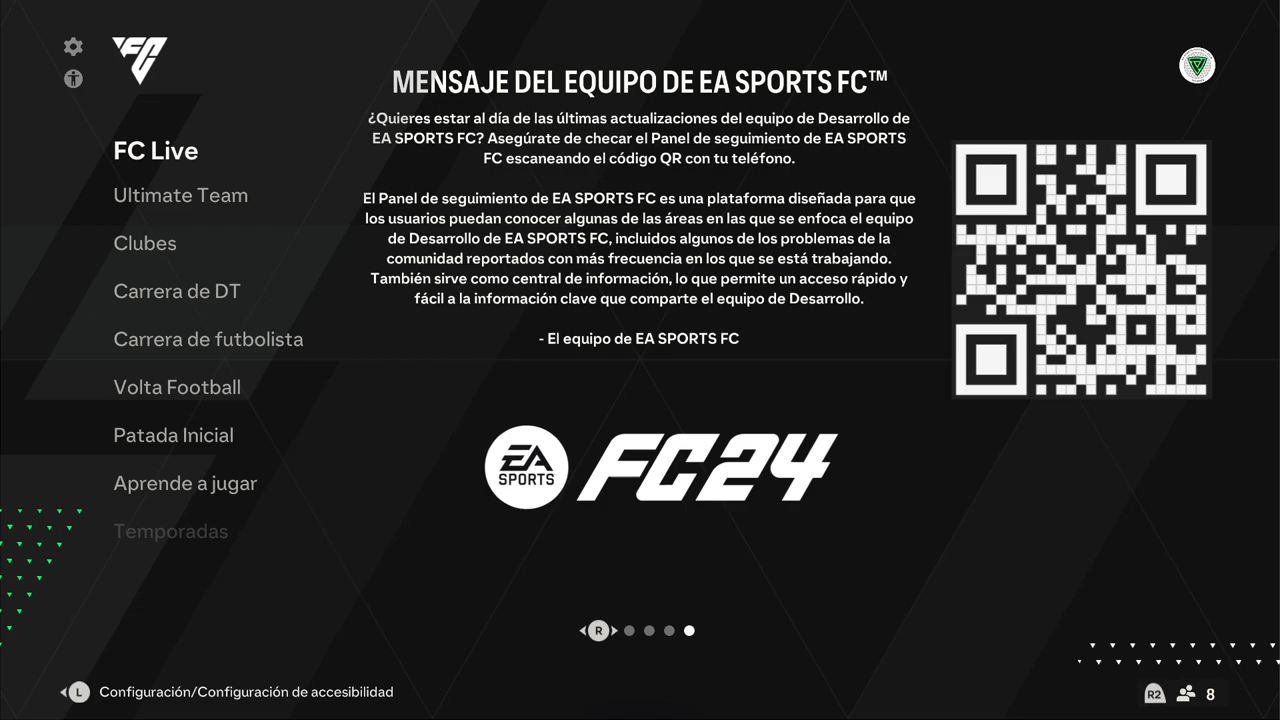 FC
MENSAJE DEL EQUIPO DE EA SPORTS FC™
¿Quieres estar al día de las últimas actualizaciones del equipo de Desarrollo de
EA SPORTS FC? Asegúrate de checar el Panel de seguimiento de EA SPORTS
FC escaneando el código QR con tu teléfono.
El Panel de seguimiento de EA SPORTS FC es una plataforma diseñada para que
los usuarios puedan conocer algunas de las áreas en las que se enfoca el equipo
de Desarrollo de EA SPORTS FC, incluidos algunos de los problemas de la
comunidad reportados con más frecuencia en los que se está trabajando.
También sirve como central de información, lo que permite un acceso rápido y
fácil a la información clave que comparte el equipo de Desarrollo.
- El equipo de EA SPORTS FC
FC Live
Ultimate Team
Clubes
Carrera de DT
Carrera de futbolista
Volta Football
Patada Inicial
Aprende a jugar
Temporadas
EA
SPORTS
FC24
R
L Configuración/Configuración de accesibilidad
R2 8